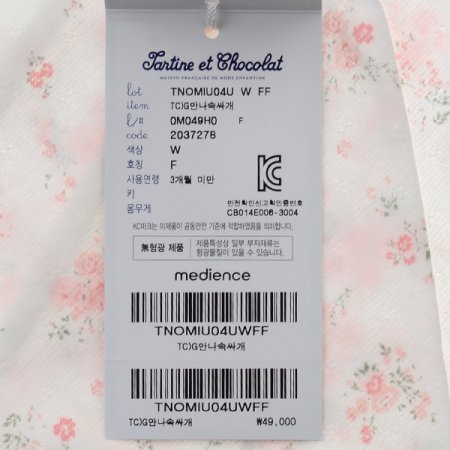 Tartine et Chocolat
MAISON FRANÇAISE DE MODE ENFANTINE
lot TNOMIU04U W FF
item TC)G안나속싸개
l/# 0M049H0 F
code 2037278
색상 W
호칭 F
사용연령 3개월 미만
키
몸무게
안전확인신고확인증번호
CB014E006-3004
KC마크는 이제품이 공통안전 기준에 적합하였음을 의미합니다.
無형광 제품 제품특성상 일부 부자재류는
형광물질이 있을 수 있습니다.
medience
TNOMIU04UWFF
TC)G안나속싸개
TNOMIU04UWFF
TC)G안나속싸개 ₩49,000